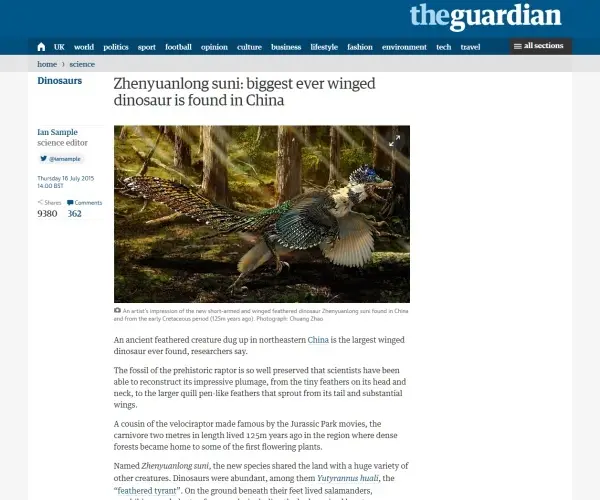 theguardian
UK world politics sport football opinion culture business lifestyle fashion environment tech travel all sections
home › science
Dinosaurs
Zhenyuanlong suni: biggest ever winged
dinosaur is found in China
Ian Sample
science editor
@iansample
Thursday 16 July 2015
14.00 BST
Shares Comments
9380 362
An artist's impression of the new short-armed and winged feathered dinosaur Zhenyuanlong suni found in China
and from the early Cretaceous period (125m years ago). Photograph: Chuang Zhao
An ancient feathered creature dug up in northeastern China is the largest winged
dinosaur ever found, researchers say.
The fossil of the prehistoric raptor is so well preserved that scientists have been
able to reconstruct its impressive plumage, from the tiny feathers on its head and
neck, to the larger quill pen-like feathers that sprout from its tail and substantial
wings.
A cousin of the velociraptor made famous by the Jurassic Park movies, the
carnivore two metres in length lived 125m years ago in the region where dense
forests became home to some of the first flowering plants.
Named Zhenyuanlong suni, the new species shared the land with a huge variety of
other creatures. Dinosaurs were abundant, among them Yutyrannus huali, the
"feathered tyrant". On the ground beneath their feet lived salamanders,